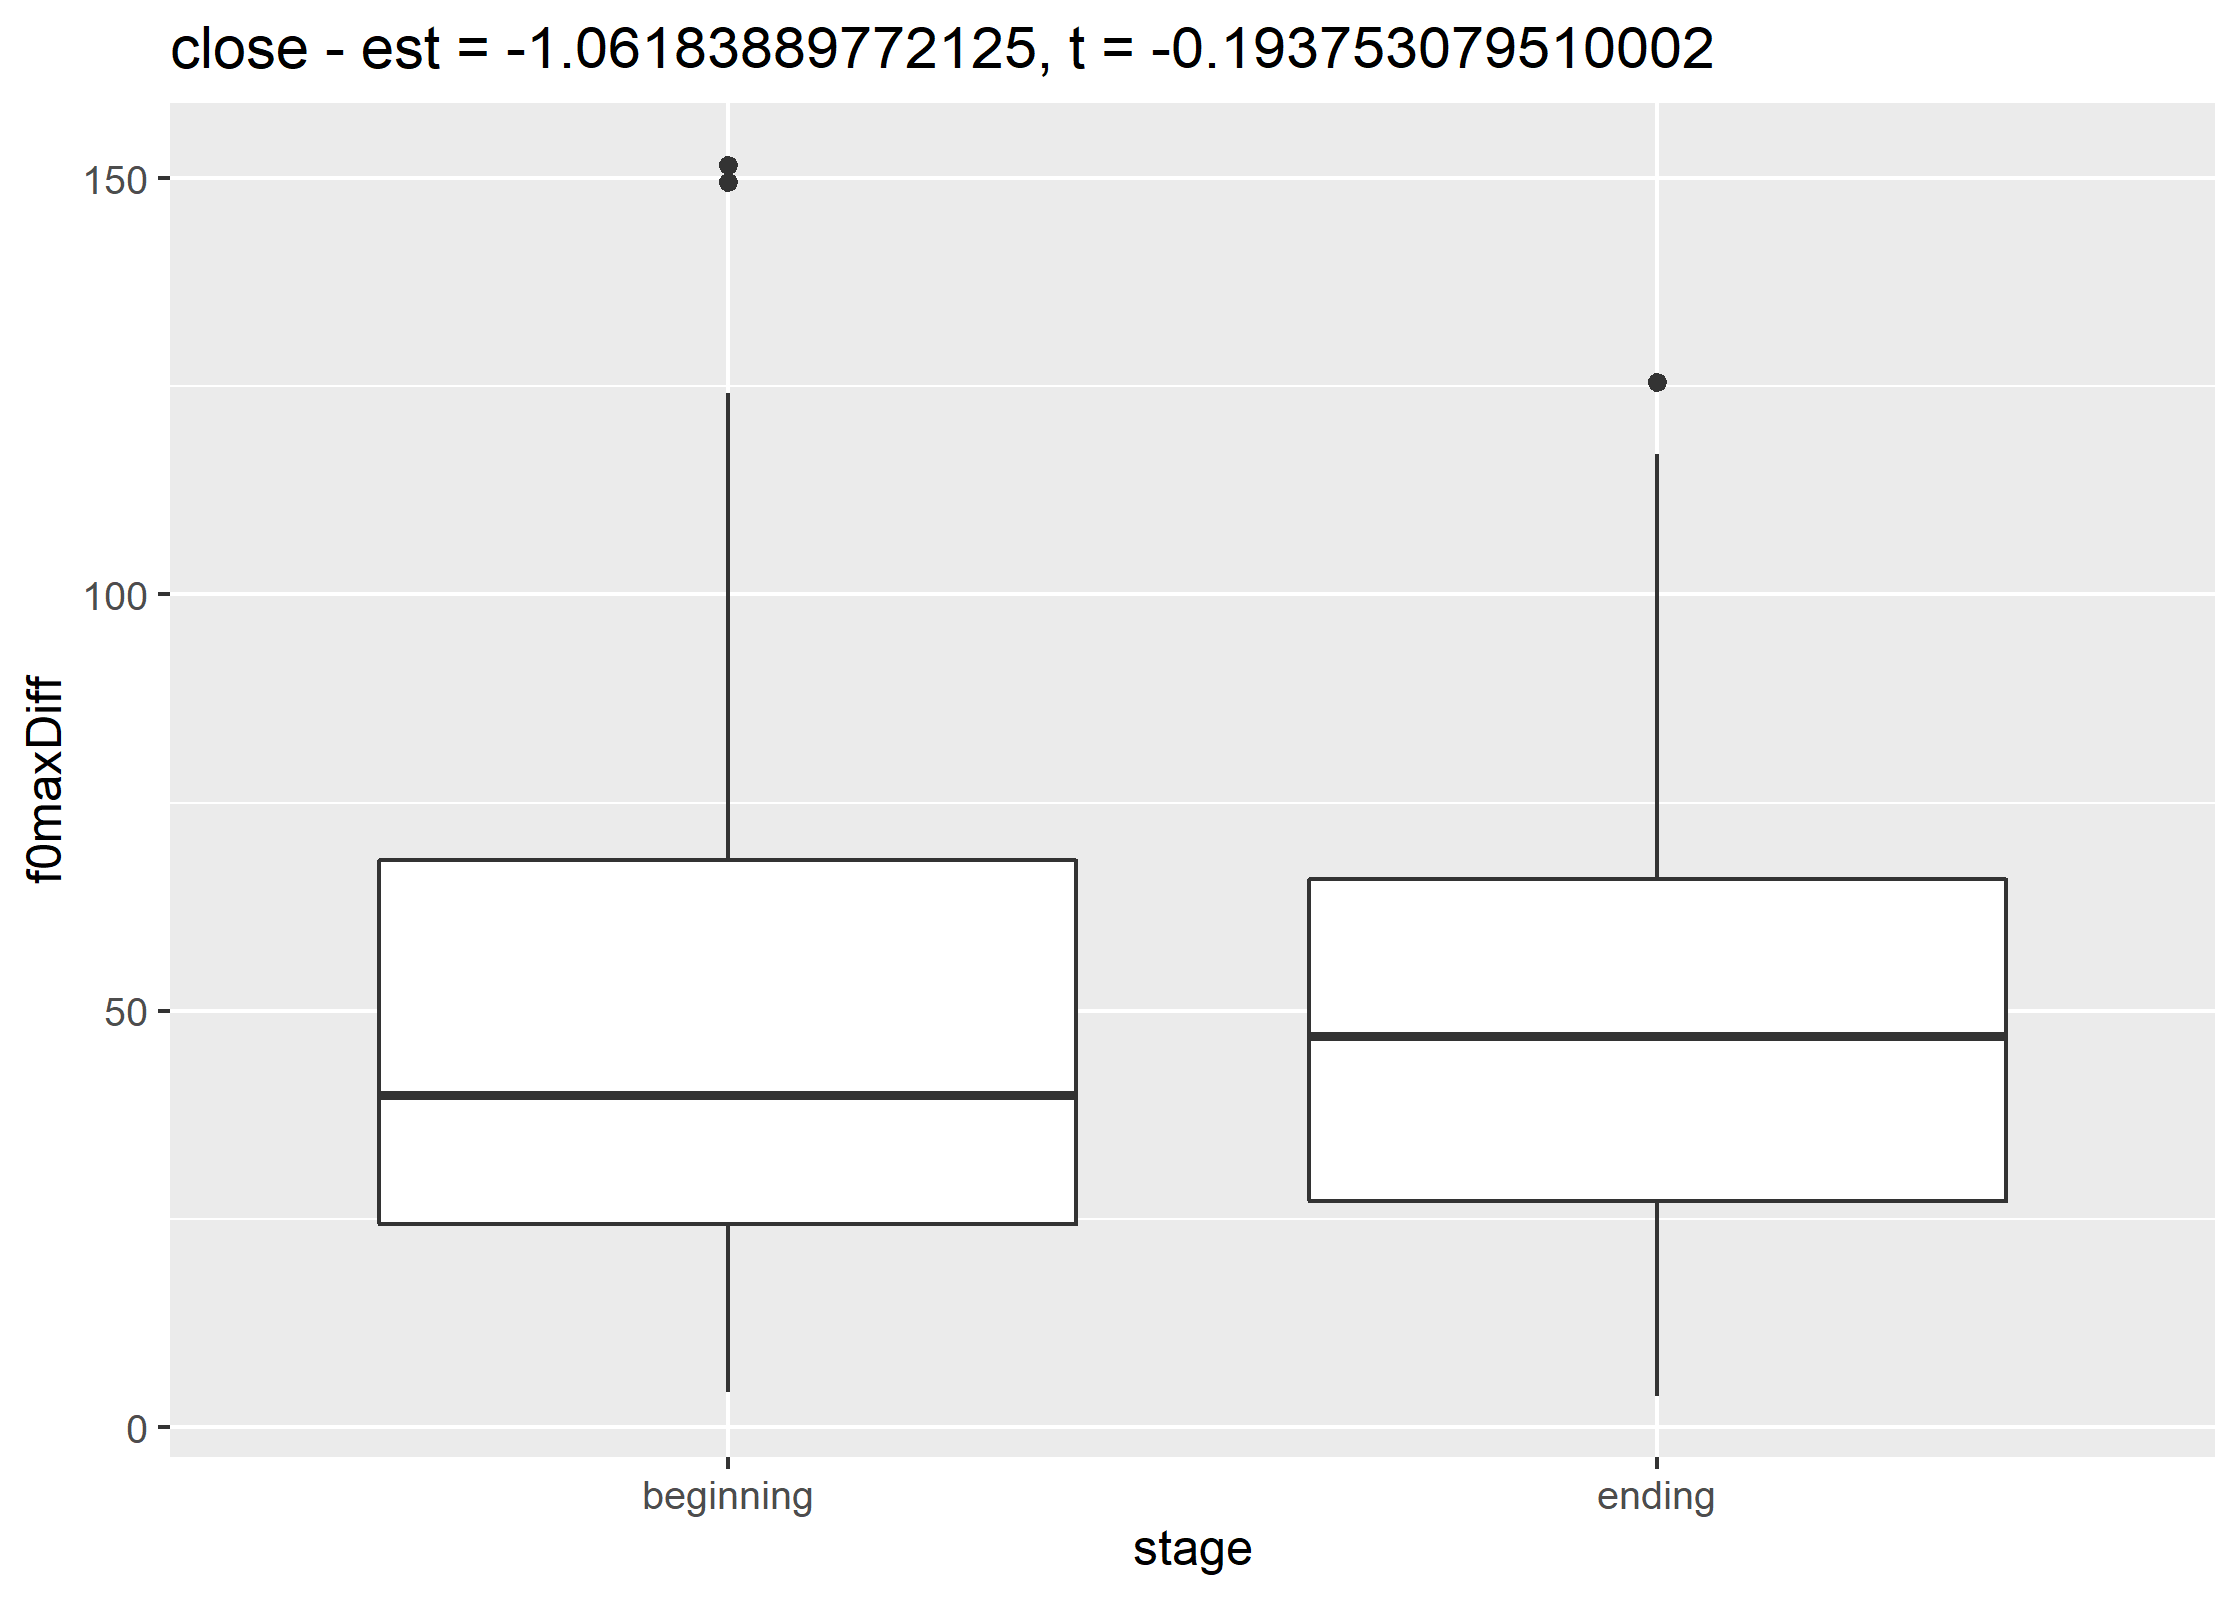 close - est = -1.06183889772125, t = -0.193753079510002
150
100
50
0
f0maxDiff
beginning
ending
stage